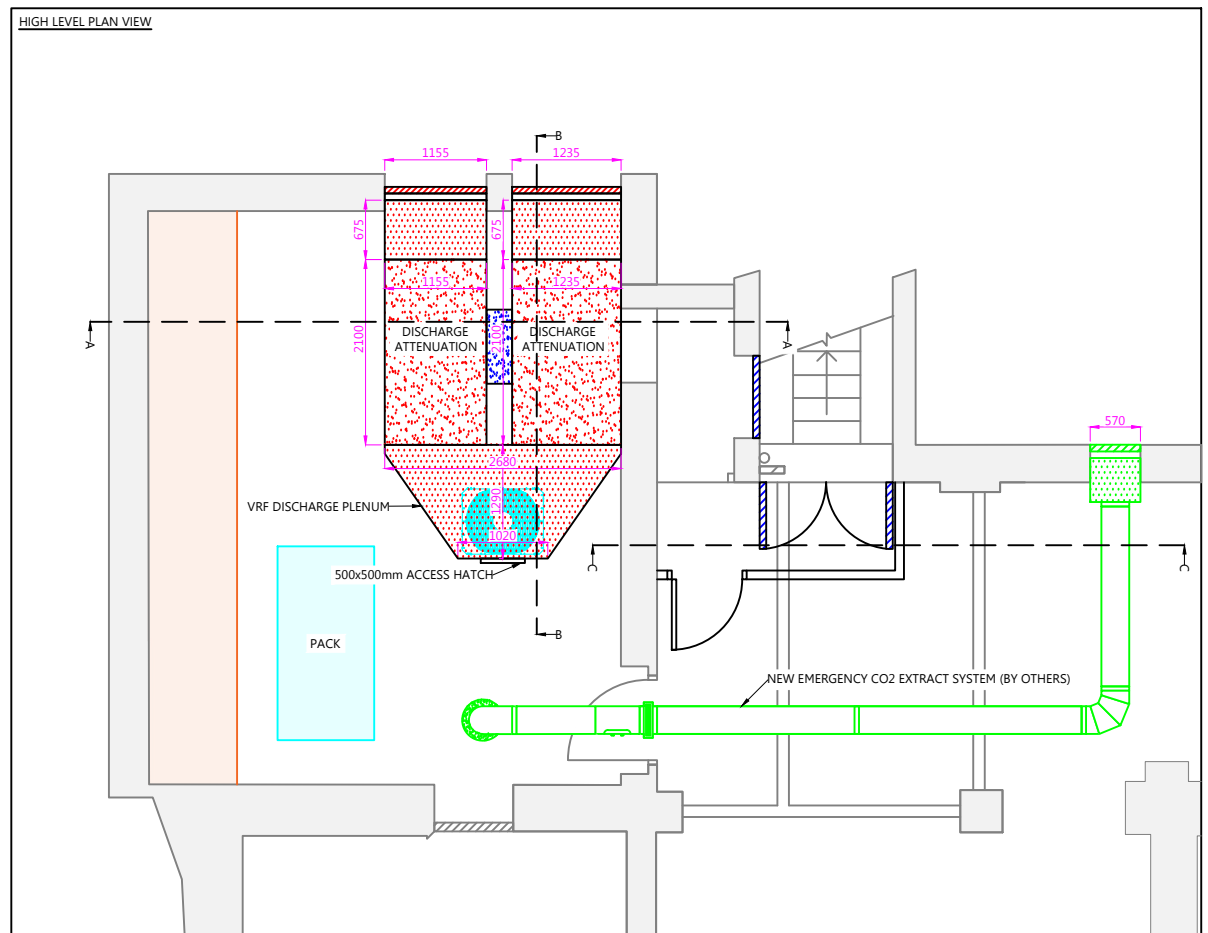 HIGH LEVEL PLAN VIEW
B
1155
1235
675
675
1155
1235
A
A
2100
2100
DISCHARGE
ATTENUATION
DISCHARGE
ATTENUATION
570
2680
1290
VRF DISCHARGE PLENUM
1020
500x500mm ACCESS HATCH
C
C
B
PACK
NEW EMERGENCY CO2 EXTRACT SYSTEM (BY OTHERS)